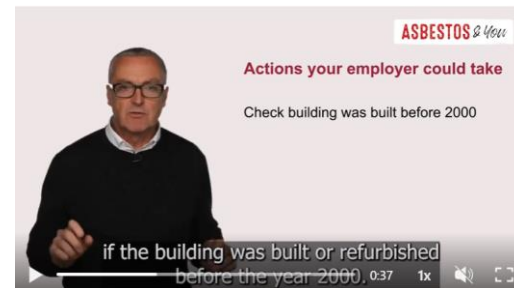 ASBESTOS & You
Actions your employer could take
Check building was built before 2000
if the building was built or refurbished
before the year 2000.
0:37 1x